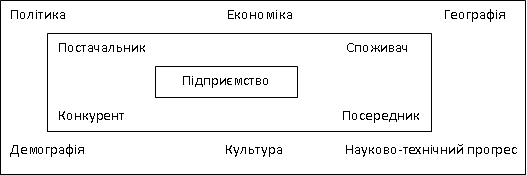 Політика Економіка Географія
Постачальник Споживач
Підприємство
Конкурент Посередник
Демографія Культура Науково-технічний прогрес